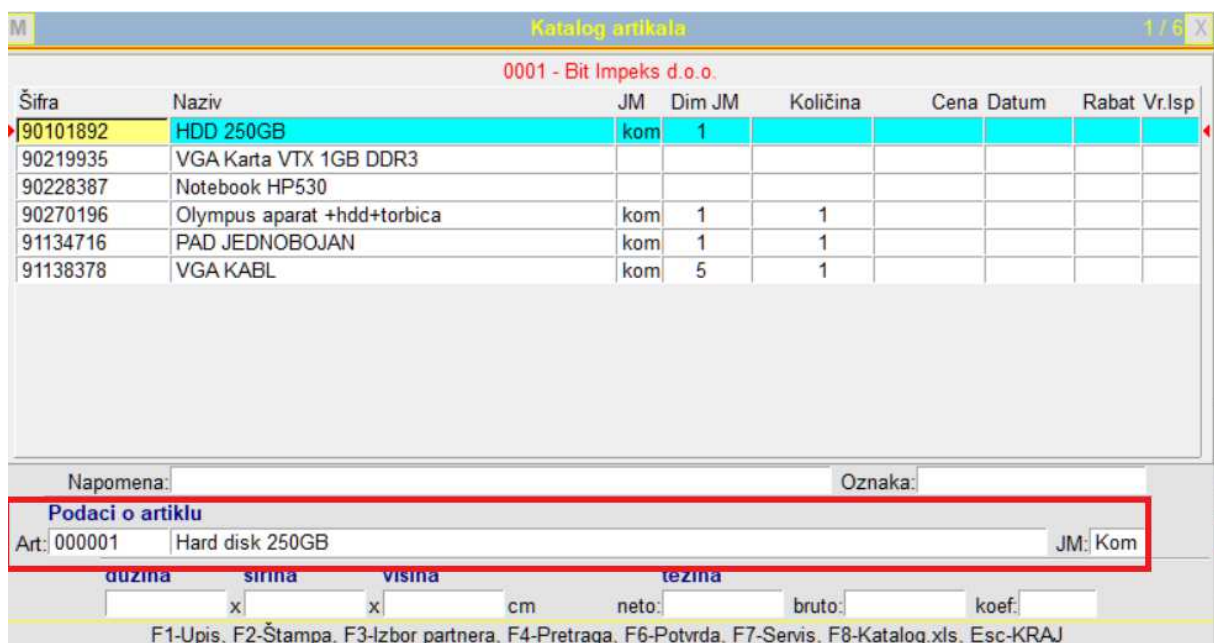 M Katalog artikala 1 / 6 X
0001 - Bit Impeks d.o.o.
Šifra Naziv JM Dim JM Količina Cena Datum Rabat Vr.Isp
90101892 HDD 250GB kom 1
90219935 VGA Karta VTX 1GB DDR3
90228387 Notebook HP530
90270196 Olympus aparat +hdd+torbica kom 1 1
91134716 PAD JEDNOBOJAN kom 1 1
91138378 VGA KABL kom 5 1
Napomena: Oznaka:
Podaci o artiklu
Art: 000001 Hard disk 250GB JM: Kom
dužina širina visina težina
x x cm neto: bruto: koef:
F1-Upis, F2-Štampa, F3-Izbor partnera, F4-Pretraga, F6-Potvrda, F7-Servis, F8-Katalog.xls, Esc-KRAJ